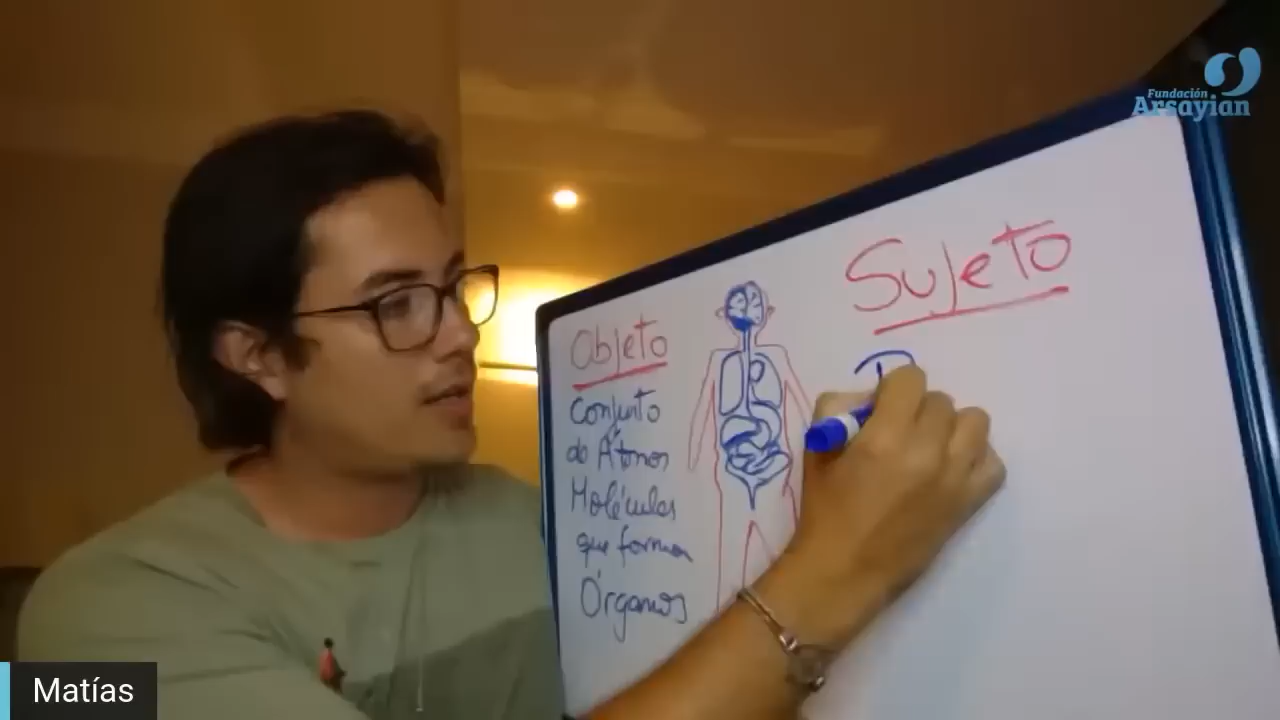 Fundación
Arsayian
Sujeto
Objeto
Conjunto
de Átomos
Moléculas
que forman
Órganos
Matías